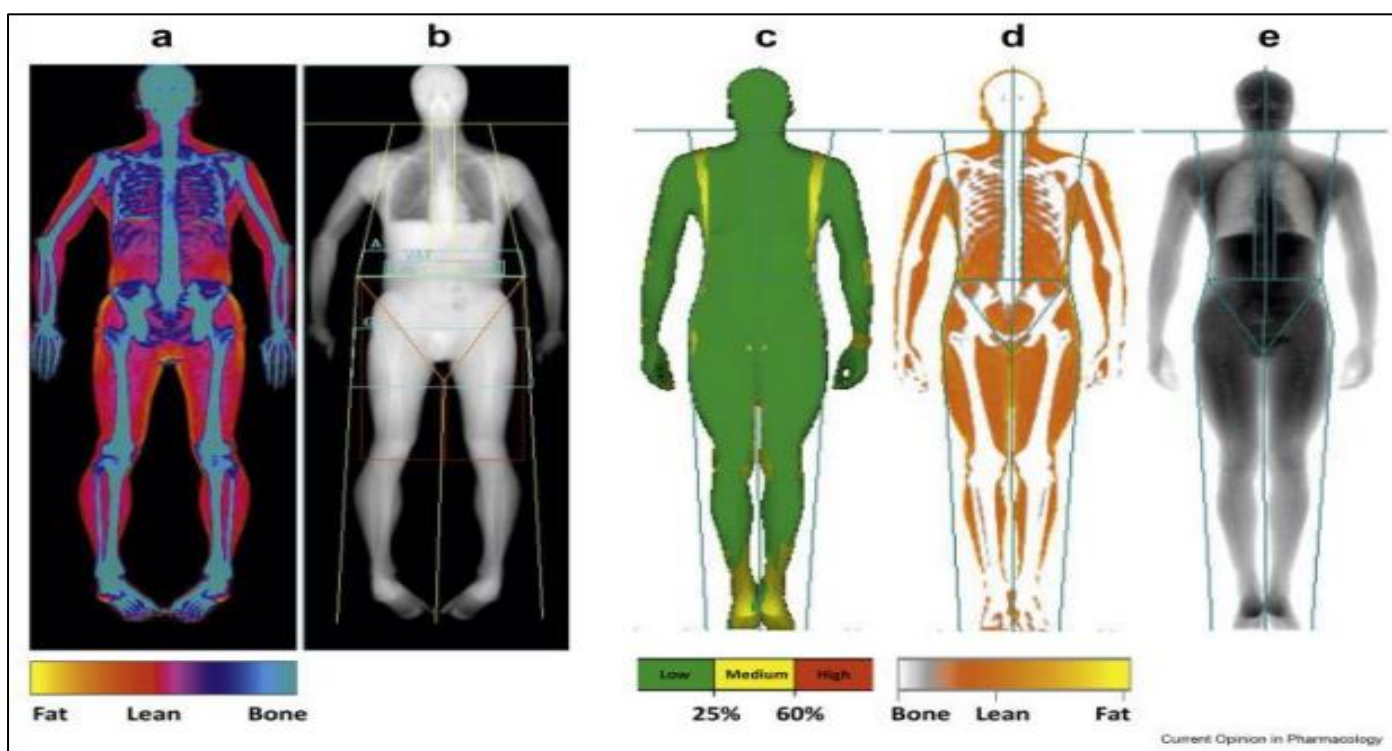 a b c d e
A
VAT
G
Low Medium High
25% 60%
Fat Lean Bone
Bone Lean Fat
Current Opinion in Pharmacology